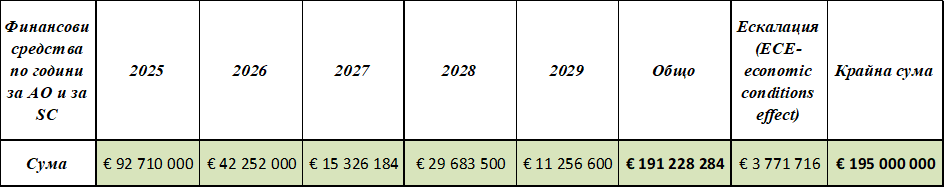 Финансови
средства
по години
за АО и за
SC
2025
2026
2027
2028
2029
Общо
Ескалация
(ECE-
economic
conditions
effect)
Крайна сума
Сума
€ 92 710 000
€ 42 252 000
€ 15 326 184
€ 29 683 500
€ 11 256 600
€ 191 228 284
€ 3 771 716
€ 195 000 000